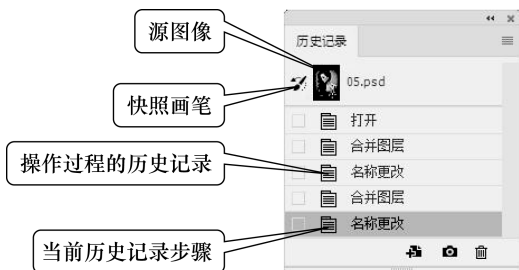 源图像
历史记录
05.psd
快照画笔
打开
合并图层
操作过程的历史记录
名称更改
合并图层
名称更改
当前历史记录步骤